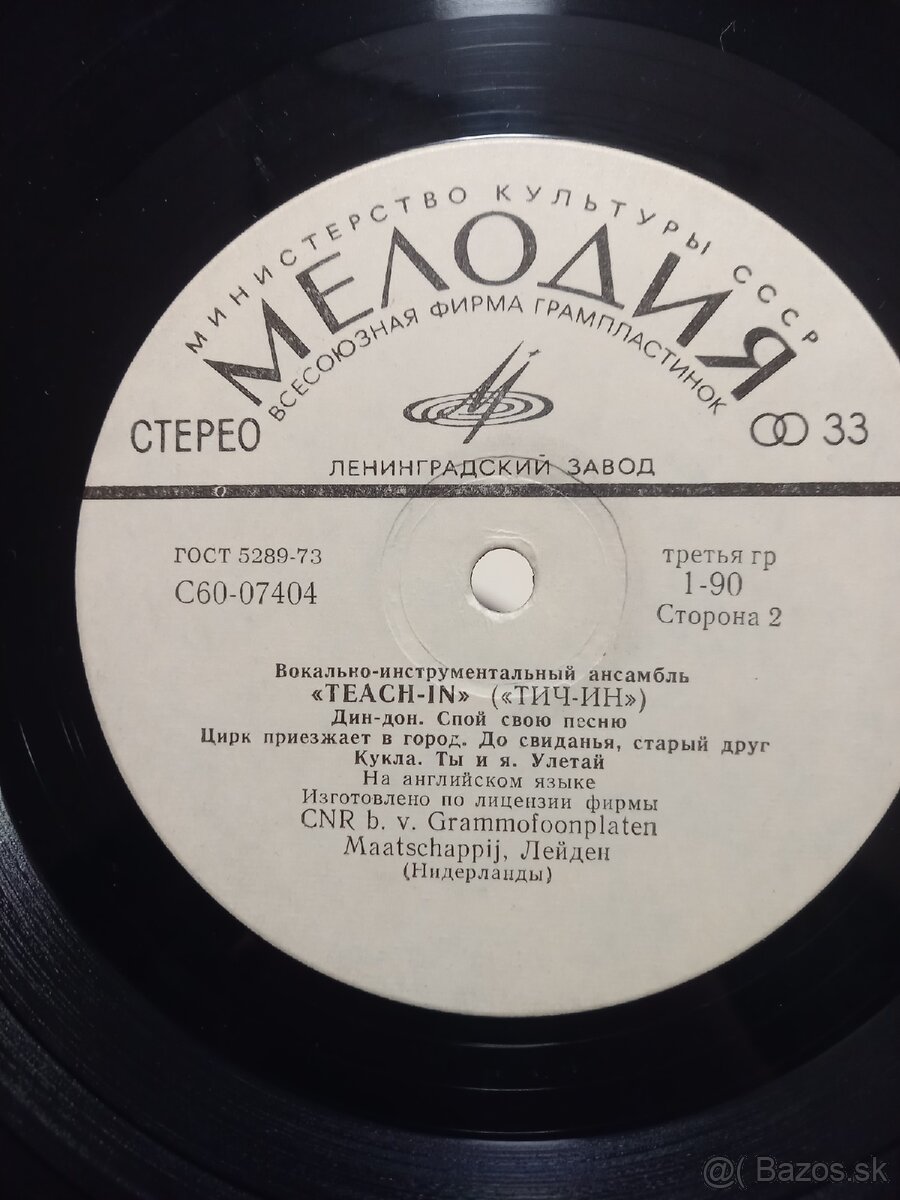 МИНИСТЕРСТВО КУЛЬТУРЫ СССР
МЕЛОДИЯ
ВСЕСОЮЗНАЯ ФИРМА ГРАМПЛАСТИНОК
СТЕРЕО
33
ЛЕНИНГРАДСКИЙ ЗАВОД
ГОСТ 5289-73
третья гр
С60-07404
1-90
Сторона 2
Вокально-инструментальный ансамбль
«TEACH-IN» («ТИЧ-ИН»)
Дин-дон. Спой свою песню
Цирк приезжает в город. До свиданья, старый друг
Кукла. Ты и я. Улетай
На английском языке
Изготовлено по лицензии фирмы
CNR b. v. Grammofoonplaten
Maatschappij, Лейден
(Нидерланды)
@( Bazos.sk